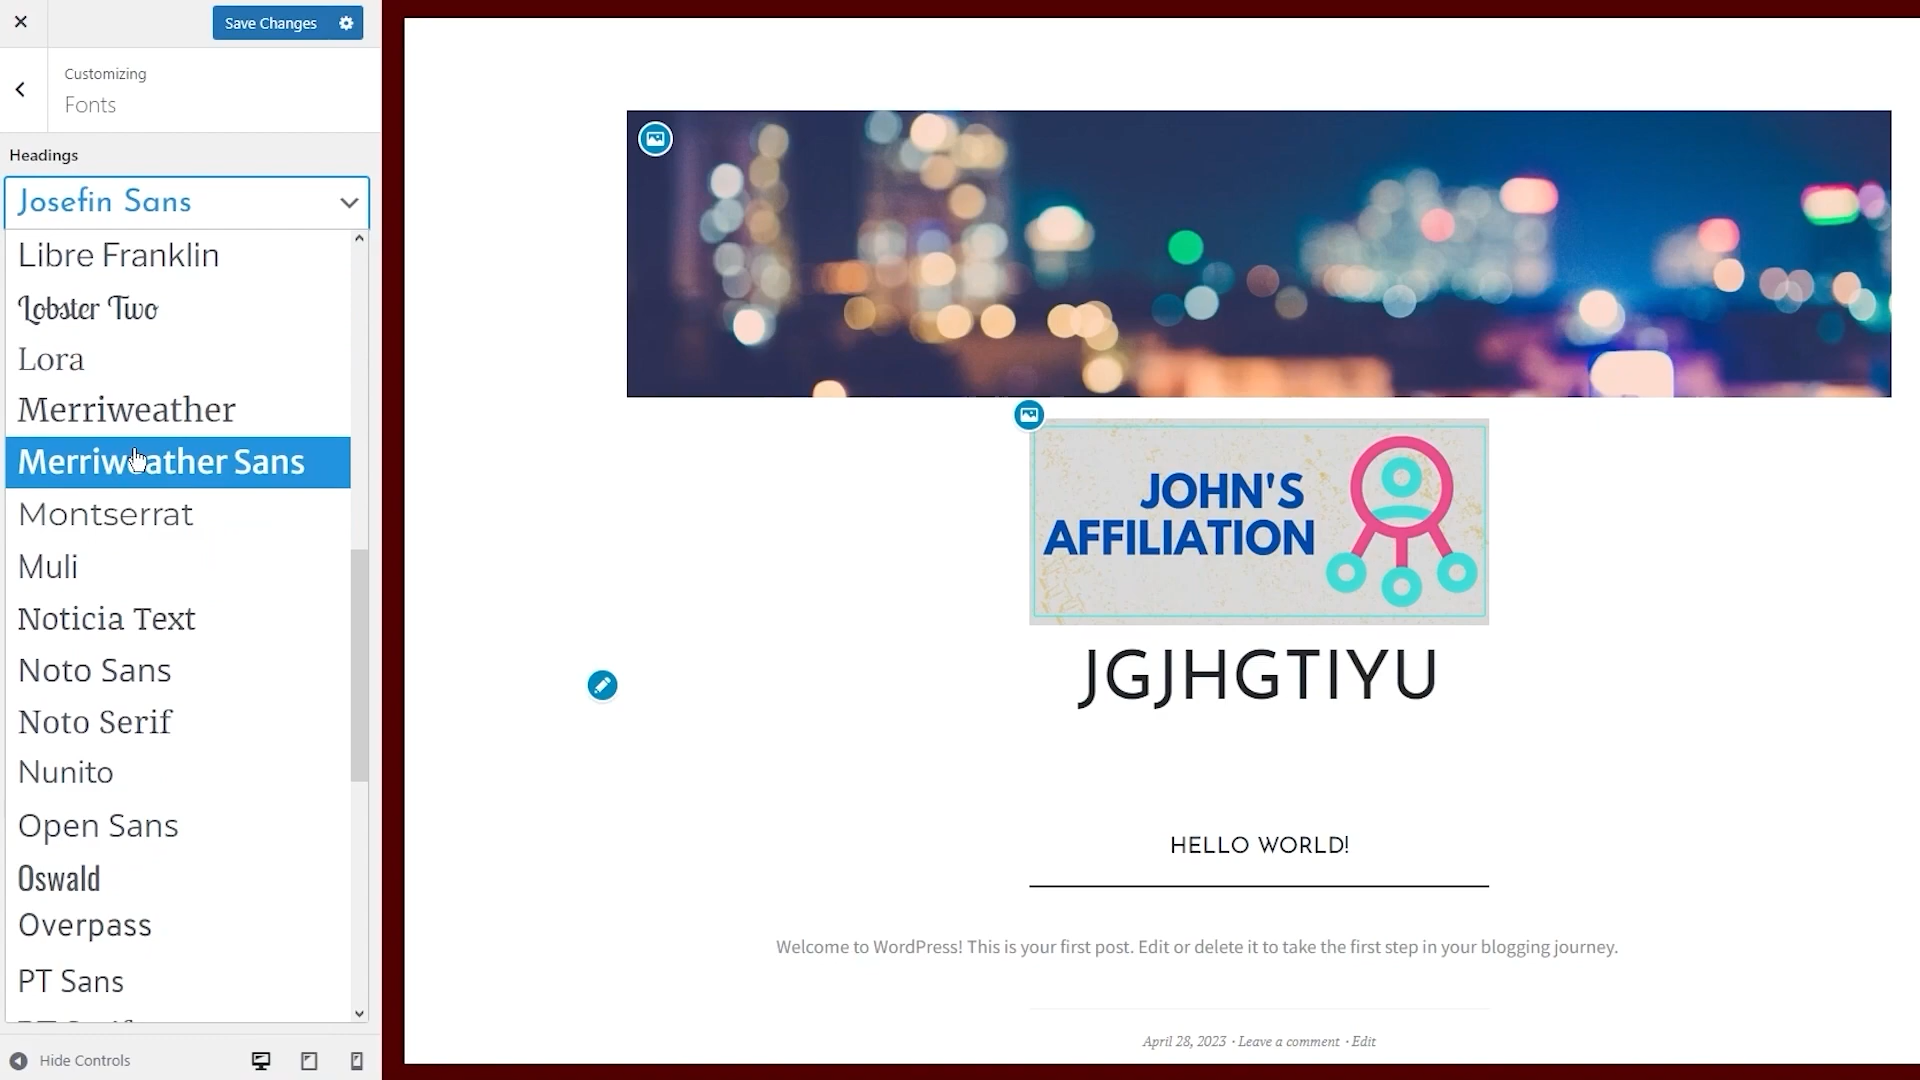 Save Changes
Customizing
Fonts
Headings
Josefin Sans
Libre Franklin
Lobster Two
Lora
Merriweather
Merriweather Sans
Montserrat
Muli
Noticia Text
Noto Sans
Noto Serif
Nunito
Open Sans
Oswald
Overpass
PT Sans
Hide Controls
JOHN'S
AFFILIATION
JGJHGTIYU
HELLO WORLD!
Welcome to WordPress! This is your first post. Edit or delete it to take the first step in your blogging journey.
April 28, 2023 · Leave a comment · Edit